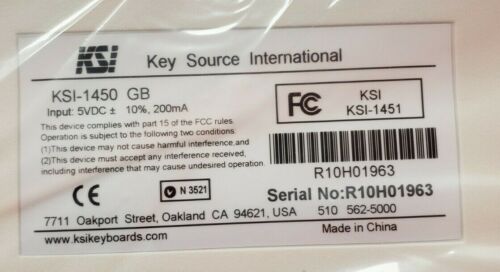 KSI Key Source International
KSI-1450 GB
Input: 5VDC ± 10%, 200mA
This device complies with part 15 of the FCC rules
Operation is subject to the following two conditions
(1)This device may not cause harmful interference,and
(2)This device must accept any interference received,
including interference that may cause undesired operation.
FC KSI
KSI-1451
R10H01963
CE N 3521
Serial No:R10H01963
7711 Oakport Street, Oakland CA 94621, USA 510 562-5000
www.ksikeyboards.com
Made in China